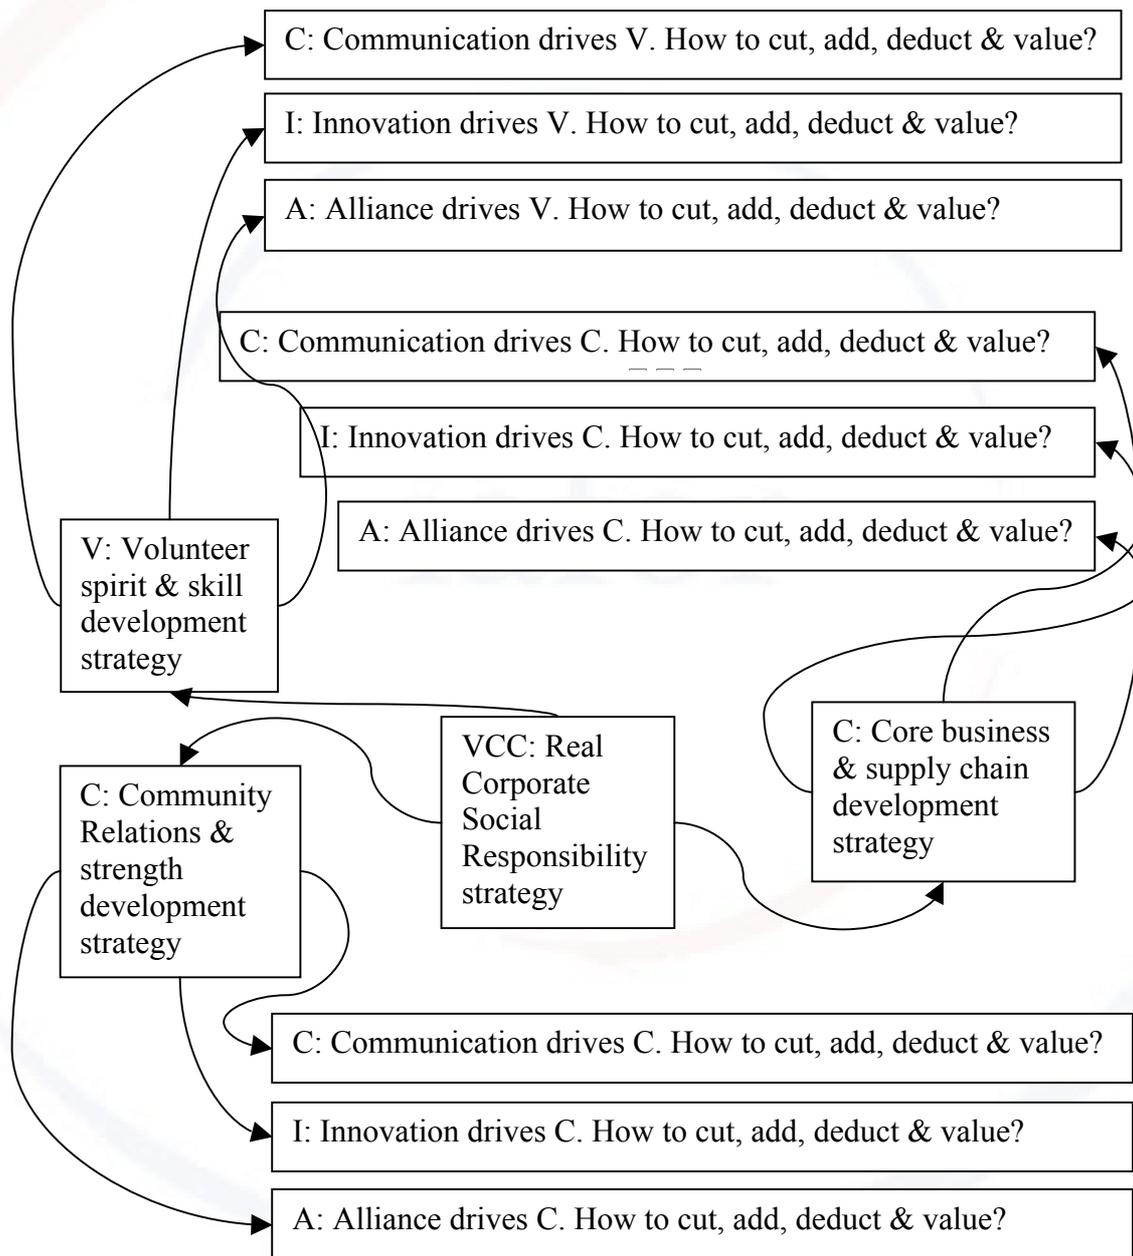 C: Communication drives V. How to cut, add, deduct & value?
I: Innovation drives V. How to cut, add, deduct & value?
A: Alliance drives V. How to cut, add, deduct & value?
C: Communication drives C. How to cut, add, deduct & value?
I: Innovation drives C. How to cut, add, deduct & value?
A: Alliance drives C. How to cut, add, deduct & value?
V: Volunteer
spirit & skill
development
strategy
VCC: Real
Corporate
Social
Responsibility
strategy
C: Core business
& supply chain
development
strategy
C: Community
Relations &
strength
development
strategy
C: Communication drives C. How to cut, add, deduct & value?
I: Innovation drives C. How to cut, add, deduct & value?
A: Alliance drives C. How to cut, add, deduct & value?